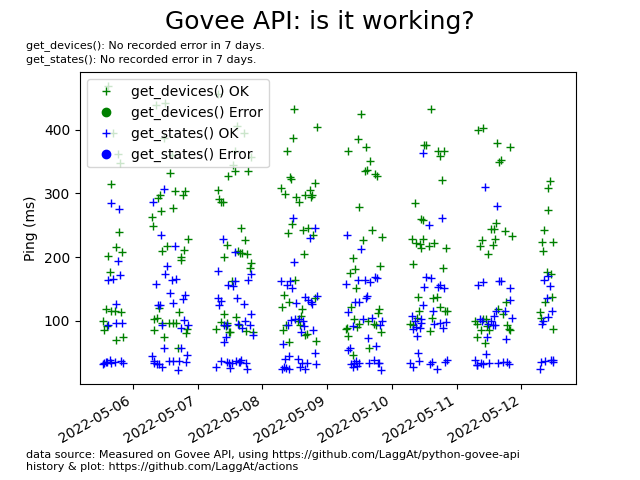 Govee API: is it working?
get_devices(): No recorded error in 7 days.
get_states(): No recorded error in 7 days.
get_devices() OK
get_devices() Error
get_states() OK
get_states() Error
Ping (ms)
400
300
200
100
2022-05-06
2022-05-07
2022-05-08
2022-05-09
2022-05-10
2022-05-11
2022-05-12
data source: Measured on Govee API, using https://github.com/LaggAt/python-govee-api
history & plot: https://github.com/LaggAt/actions